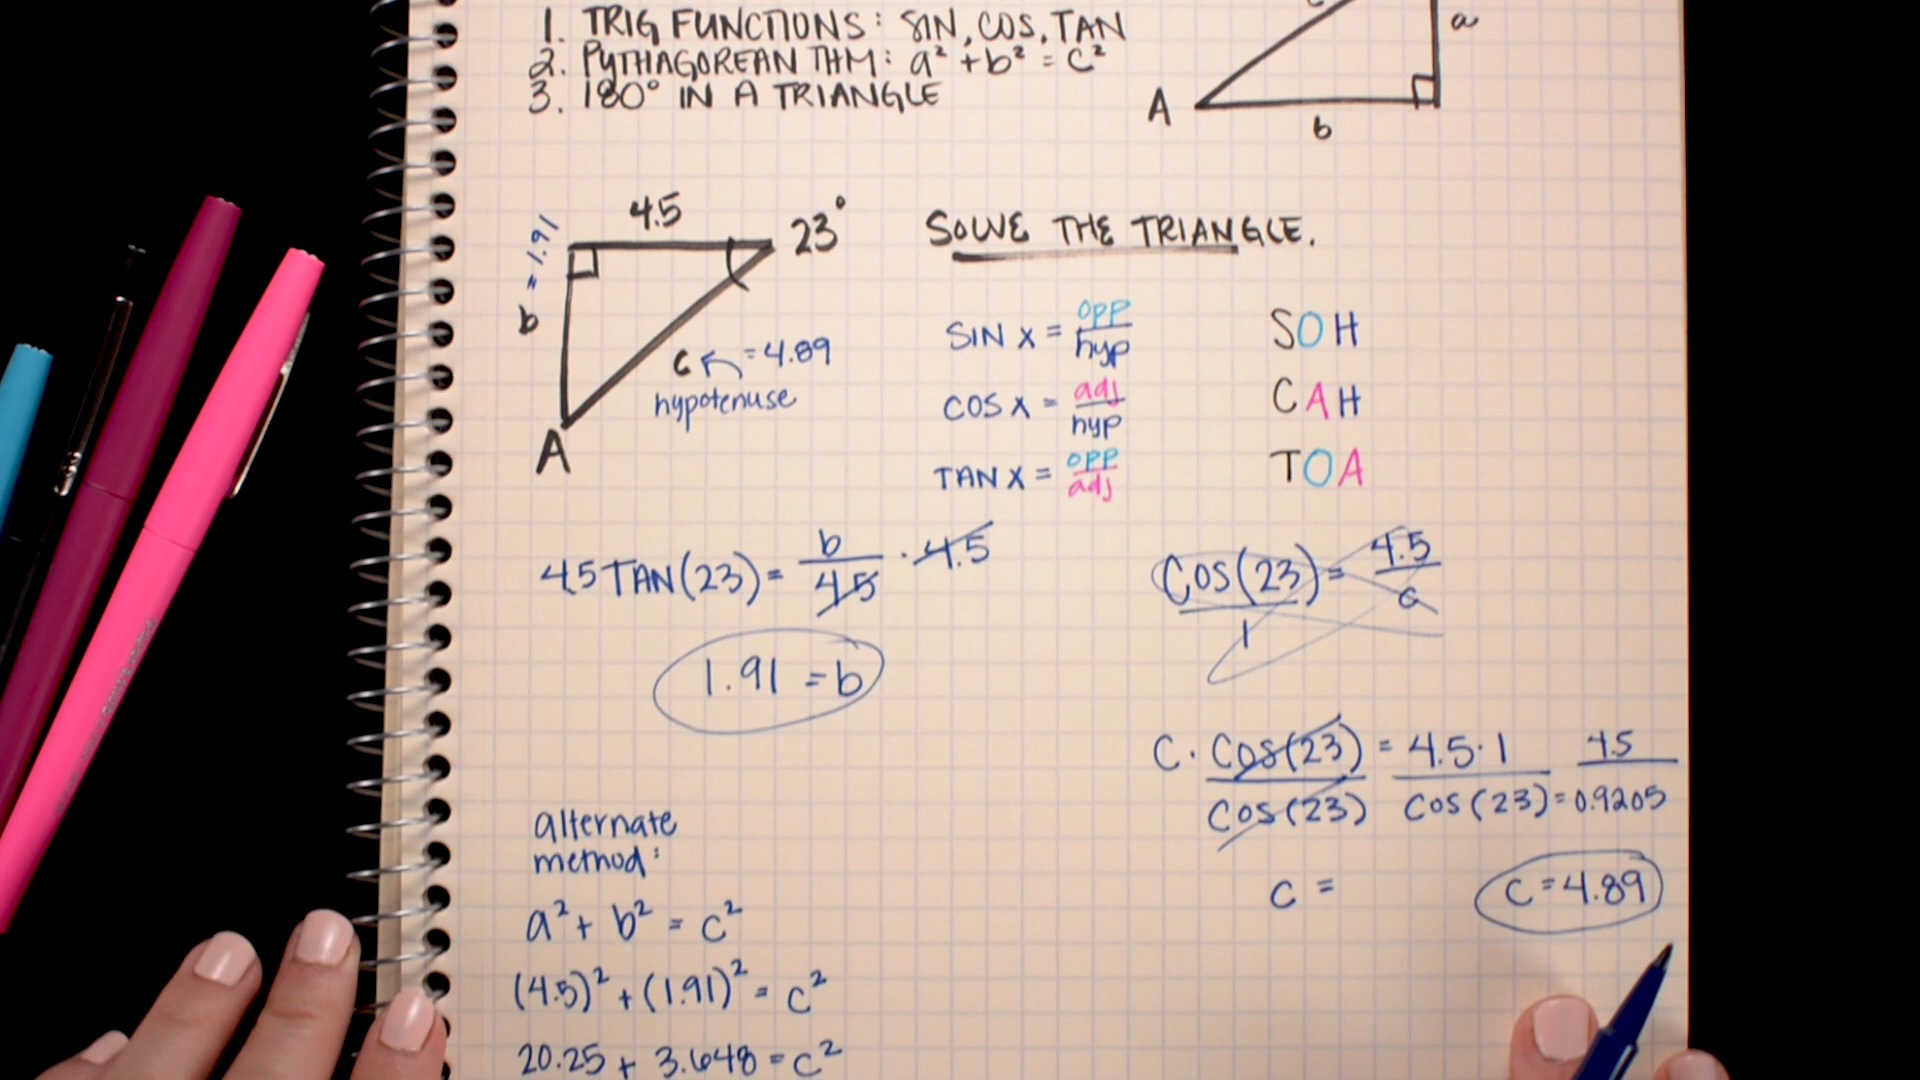 1. TRIG FUNCTIONS: SIN, COS, TAN
2. PYTHAGOREAN THM: a² + b² = c²
3. 180° IN A TRIANGLE
a
A
b
4.5
23°
= 1.91
b
c = 4.89
hypotenuse
A
SOLVE THE TRIANGLE.
SIN X = opp/hyp
SOH
COS X = adj/hyp
CAH
TAN X = opp/adj
TOA
4.5 TAN(23) = b/4.5 · 4.5
1.91 = b
Cos(23)/1 = 4.5/c
C · Cos(23)/Cos(23) = 4.5·1/Cos(23) = 4.5/0.9205
C =
C = 4.89
alternate
method:
a² + b² = c²
(4.5)² + (1.91)² = c²
20.25 + 3.648 = c²